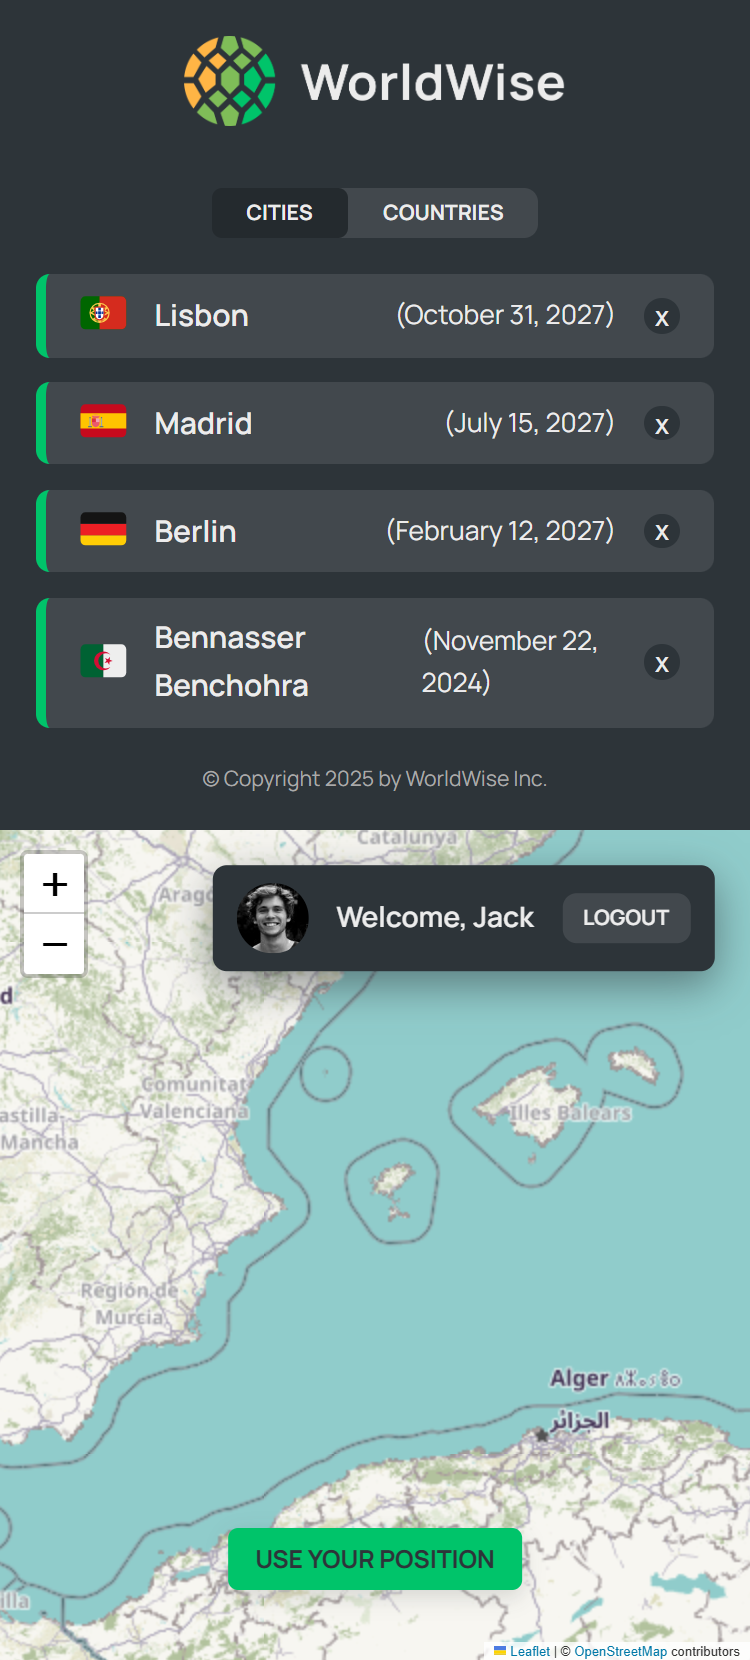 WorldWise
CITIES COUNTRIES
Lisbon (October 31, 2027) x
Madrid (July 15, 2027) x
Berlin (February 12, 2027) x
Bennasser
Benchohra
(November 22,
2024)
x
© Copyright 2025 by WorldWise Inc.
Catalunya
+
Welcome, Jack LOGOUT
−
d
Comunitat
Valenciana
astilla-
Mancha
Illes Balears
Región de
Murcia
Alger
الجزائر
USE YOUR POSITION
illa
Leaflet | © OpenStreetMap contributors